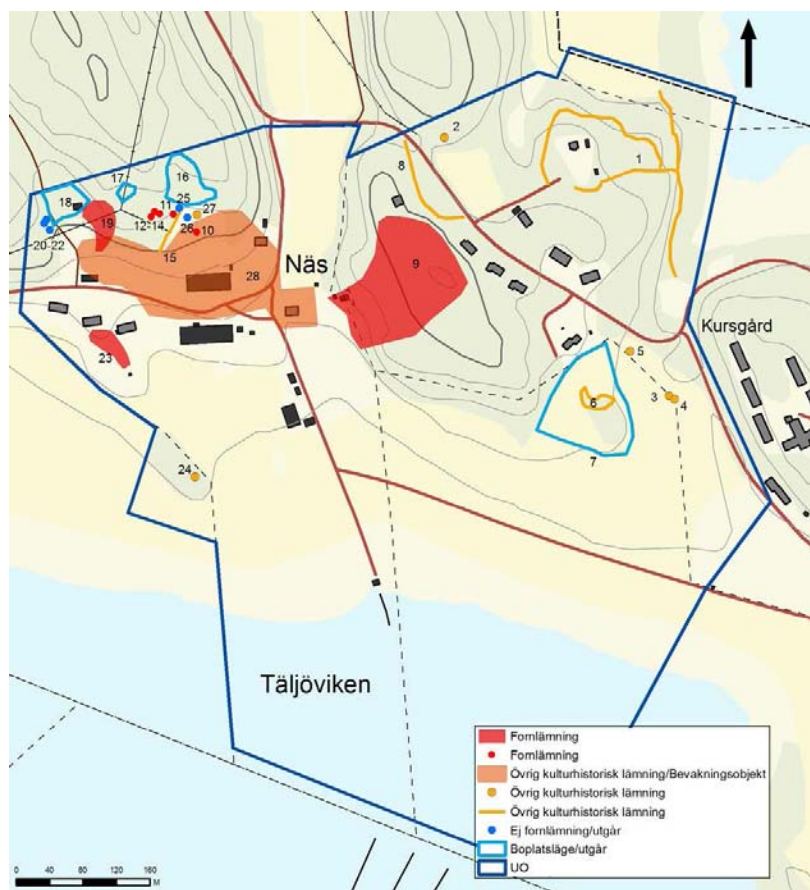 2
1
8
17
16
18
25
11
27
12-14
19
26
10
20-22
15
9
28
Näs
Kursgård
5
23
6
3
4
7
24
Täljöviken
Fornlämning
Fornlämning
Övrig kulturhistorisk lämning/Bevakningsobjekt
Övrig kulturhistorisk lämning
Övrig kulturhistorisk lämning
Ej fornlämning/utgår
Boplatsläge/utgår
UO
0 40 80 120 160
M